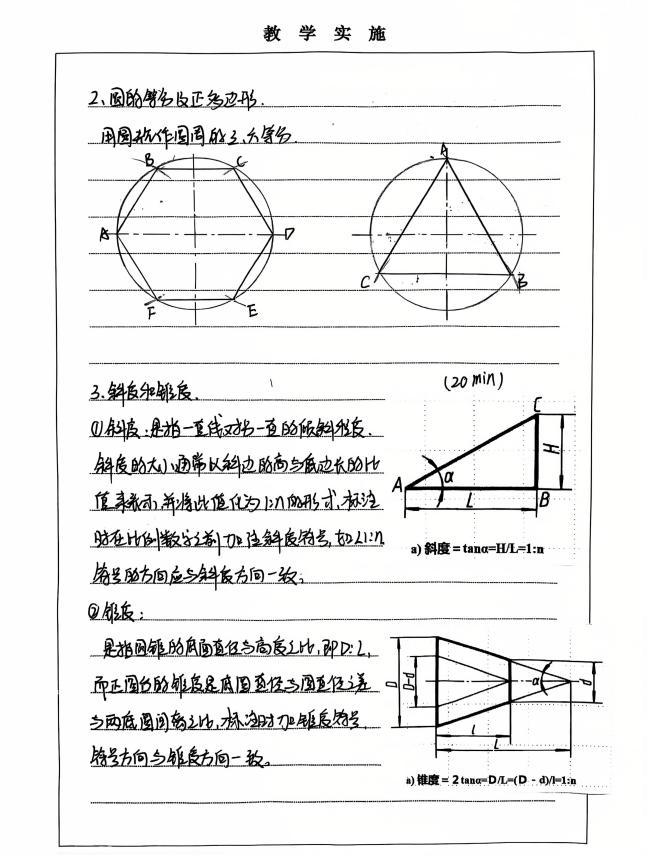 教 学 实 施
2、圆的等分及正多边形.
用圆规作圆周的三、六等分.
B C
A D
F E
A
C B
3.斜度和锥度. (20 min)
①斜度:是指一直线对另一直的倾斜程度.
斜度的大小通常以斜边的高与底边长的比
值来表示,并将此值化为1:n的形式,标注
时在比例数字之前加注斜度符号,如∠1:n
符号的方向应与斜度方向一致;
C
H
A α
L B
a) 斜度=tanα=H/L=1:n
②锥度:
是指圆锥的底面直径与高度之比,即D:L,
而正圆台的锥度是底圆直径与圆直径之差
与两底圆间离之比,标注时加锥度符号,
符号方向与锥度方向一致。
D D-d α d
l
L
a) 锥度=2tanα=D/L=(D-d)/l=1:n